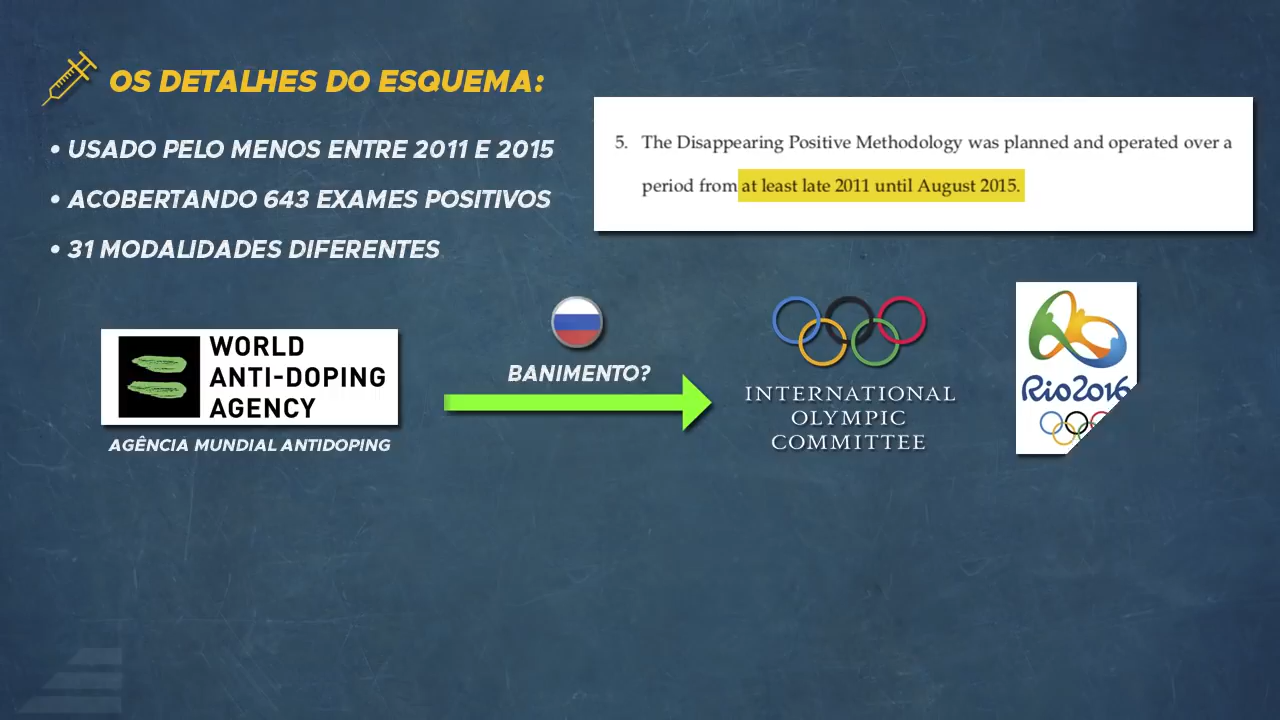 OS DETALHES DO ESQUEMA:
• USADO PELO MENOS ENTRE 2011 E 2015
• ACOBERTANDO 643 EXAMES POSITIVOS
• 31 MODALIDADES DIFERENTES
5. The Disappearing Positive Methodology was planned and operated over a
period from at least late 2011 until August 2015.
WORLD
ANTI-DOPING
AGENCY
AGÊNCIA MUNDIAL ANTIDOPING
BANIMENTO?
INTERNATIONAL
OLYMPIC
COMMITTEE
Rio2016